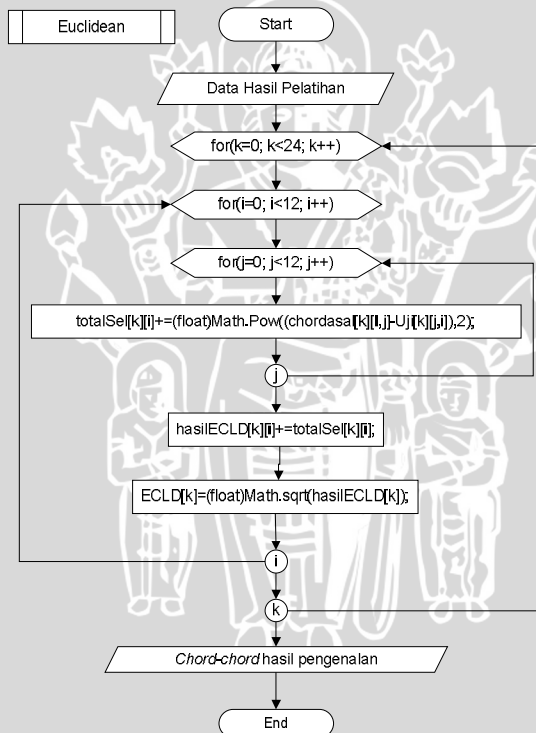 Euclidean
Start
Data Hasil Pelatihan
for(k=0; k<24; k++)
for(i=0; i<12; i++)
for(j=0; j<12; j++)
totalSel[k][i]+=(float)Math.Pow((chordasal[k][I,j]-Uji[k][j,i]),2);
j
hasilECLD[k][i]+=totalSel[k][i];
ECLD[k]=(float)Math.sqrt(hasilECLD[k]);
i
k
Chord-chord hasil pengenalan
End